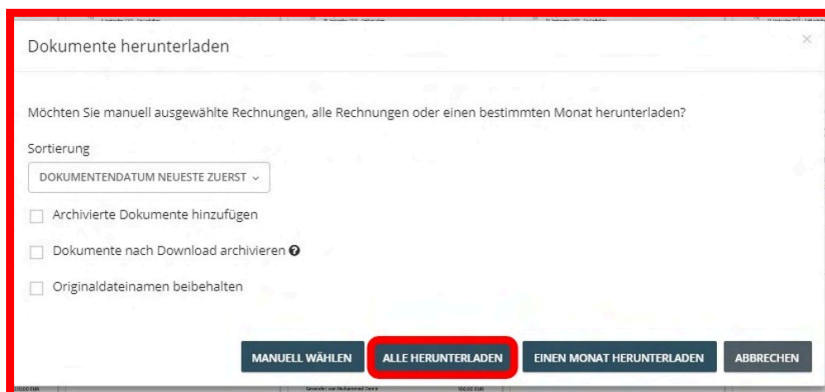 Dokumente herunterladen
×
Möchten Sie manuell ausgewählte Rechnungen, alle Rechnungen oder einen bestimmten Monat herunterladen?
Sortierung
DOKUMENTENDATUM NEUESTE ZUERST
Archivierte Dokumente hinzufügen
Dokumente nach Download archivieren ?
Originaldateinamen beibehalten
MANUELL WÄHLEN ALLE HERUNTERLADEN EINEN MONAT HERUNTERLADEN ABBRECHEN